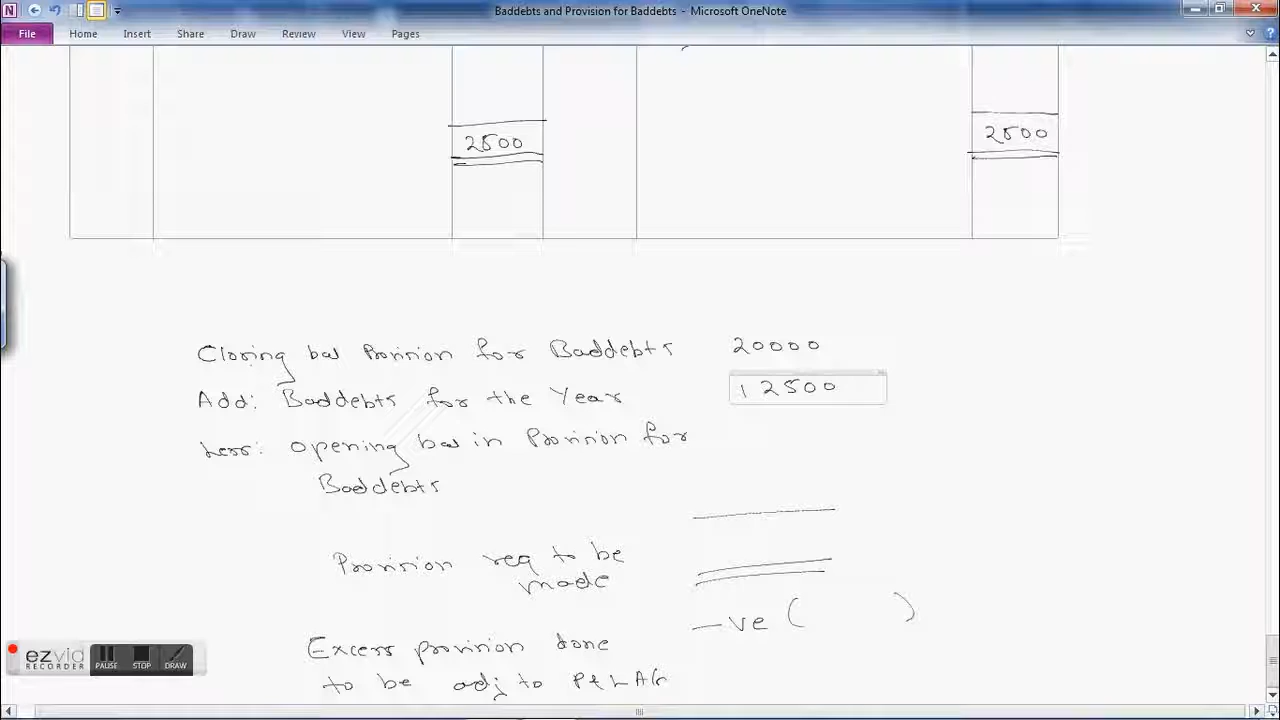 Baddebts and Provision for Baddebts - Microsoft OneNote
File Home Insert Share Draw Review View Pages
2500 2500
Closing bal Provision for Baddebts 20000
Add: Baddebts for the Year 12500
Less: Opening bal in Provision for
Baddebts
Provision req to be
made
-ve ( )
Excess provision done
to be adj to P&L A/c
ezvid
RECORDER
PAUSE STOP DRAW